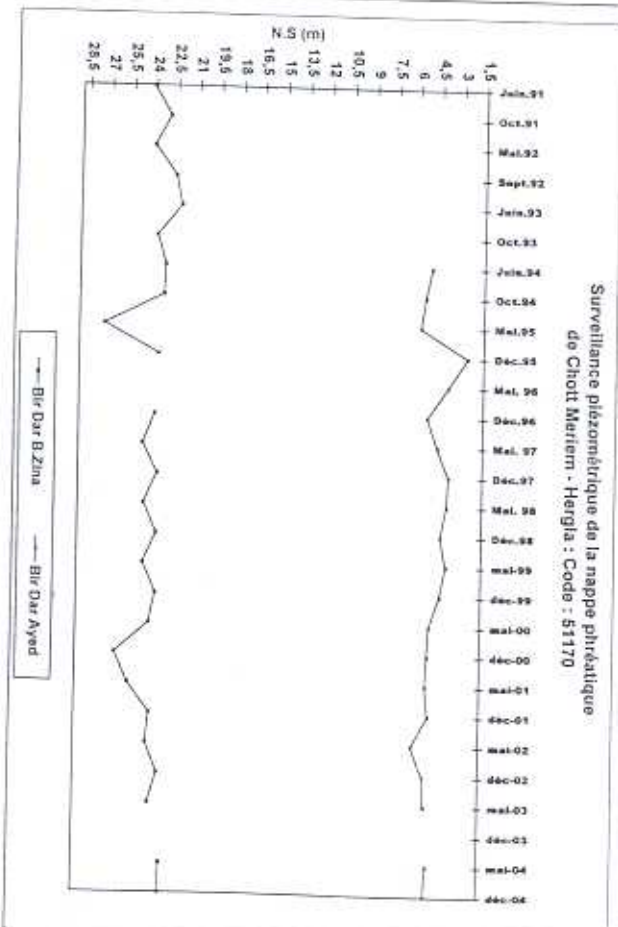 Surveillance piézométrique de la nappe phréatique
de Chott Meriem - Hergla : Code : 51170
Juin.91
Oct.91
Mai.92
Sept.92
Juin.93
Oct.93
Juin.94
Oct.94
Mai.95
Déc.95
Mai. 96
Déc.96
Mai. 97
Déc.97
Mai. 98
Déc.98
mai-99
déc-99
mai-00
déc-00
mai-01
déc-01
mai-02
déc-02
mai-03
déc-03
mai-04
déc-04
1,5
3
4,5
6
7,5
9
10,5
12
13,5
15
16,5
18
19,5
21
22,5
24
25,5
27
28,5
N.S (m)
Bir Dar B.Zina
Bir Dar Ayed